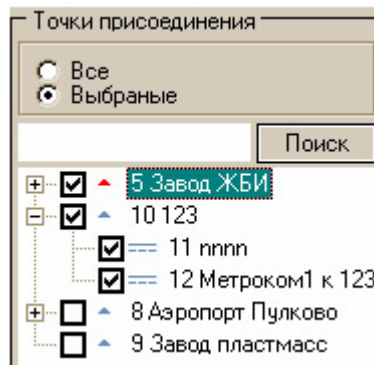 Точки присоединения
Все
Выбраные
Поиск
5 Завод ЖБИ
10 123
11 nnnn
12 Метроком1 к 123
8 Аэропорт Пулково
9 Завод пластмасс